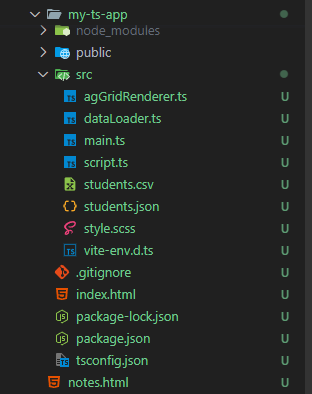 my-ts-app
node_modules
public
src
TS agGridRenderer.ts U
TS dataLoader.ts U
TS main.ts U
TS script.ts U
students.csv U
{} students.json U
style.scss U
TS vite-env.d.ts U
.gitignore U
index.html U
package-lock.json U
package.json U
TS tsconfig.json U
notes.html U